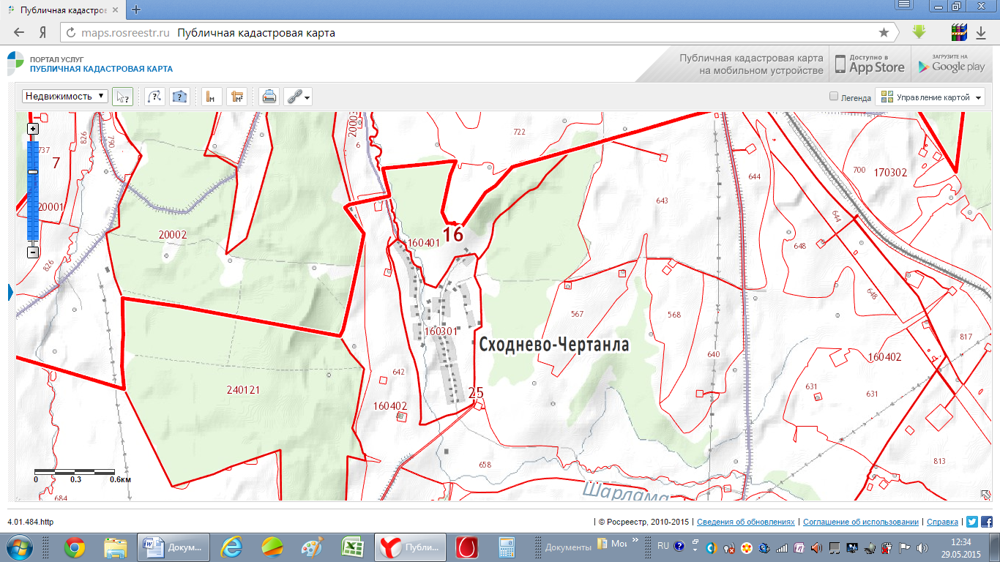 Публичная кадастров
maps.rosreestr.ru Публичная кадастровая карта
ПОРТАЛ УСЛУГ
ПУБЛИЧНАЯ КАДАСТРОВАЯ КАРТА
Публичная кадастровая карта
на мобильном устройстве
Доступно в
App Store
ЗАГРУЗИТЕ НА
Google play
Недвижимость
Легенда
Управление картой
737
826
790
7
20001
826
20002
20003
6
722
16
160401
160301
Сходнево-Чертанла
25
240121
642
160402
658
684
643
644
567
568
640
700
170302
644
648
648
817
160402
631
631
813
Шарлама
0 0.3 0.6км
4.01.484.http
| © Росреестр, 2010-2015 | Сведения об обновлениях | Соглашение об использовании | Справка |
Докум...
Публи...
Документы
Мои
»
RU
12:34
29.05.2015